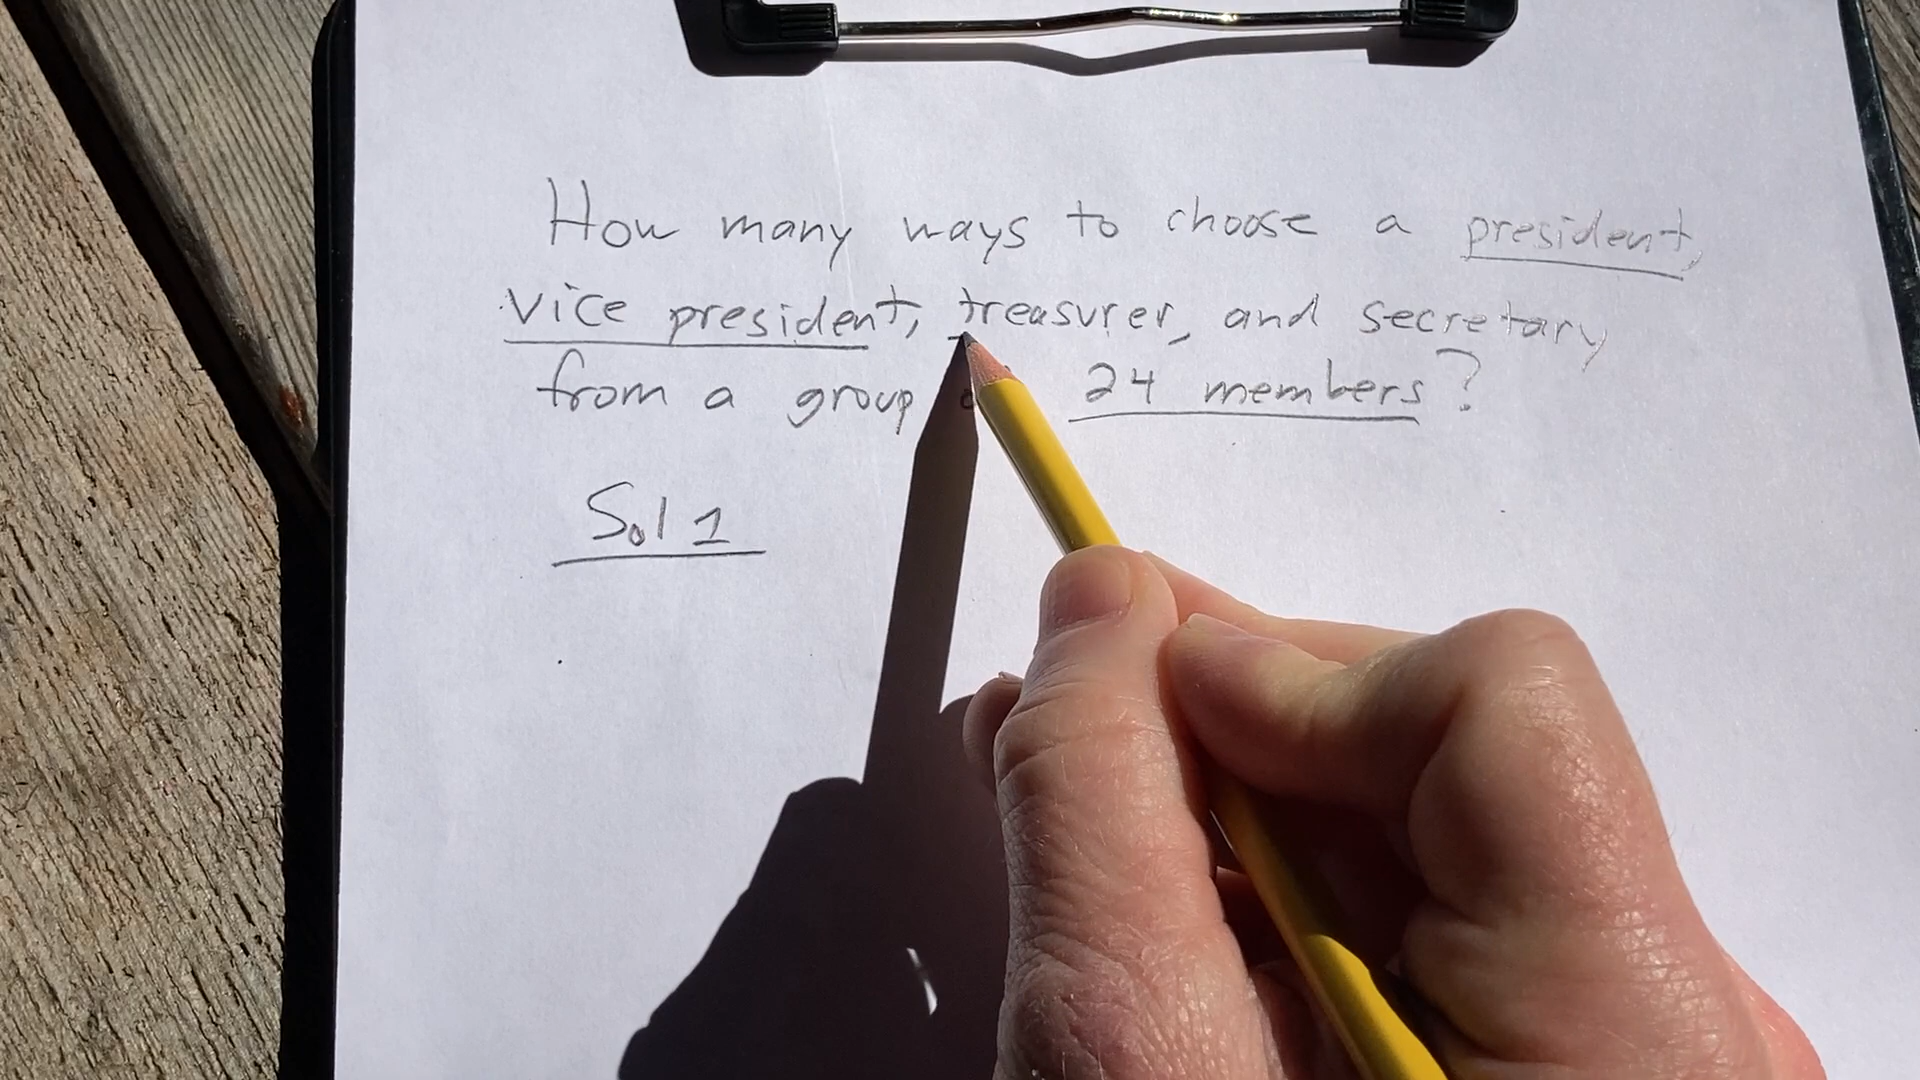 How many ways to choose a president,
vice president, treasurer, and secretary
from a group 24 members?
Sol 1